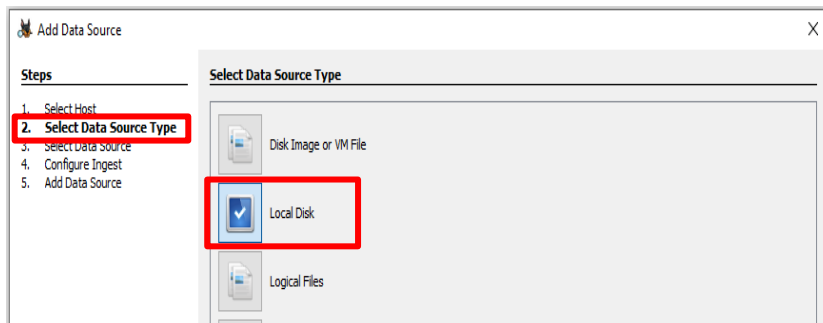 Add Data Source
X
Steps
1. Select Host
2. Select Data Source Type
3. Select Data Source
4. Configure Ingest
5. Add Data Source
Select Data Source Type
Disk Image or VM File
Local Disk
Logical Files